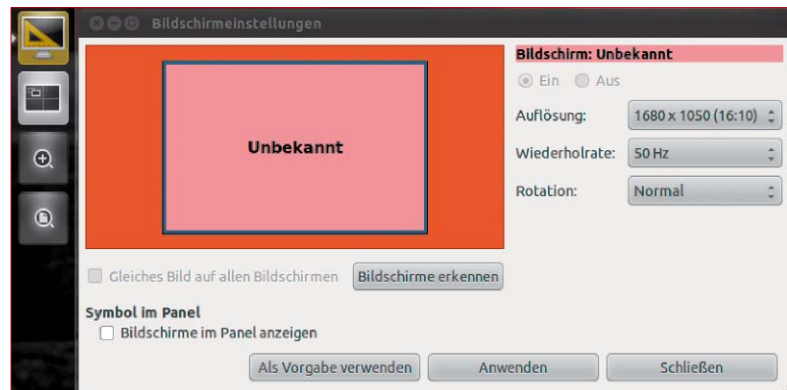 Bildschirmeinstellungen
Unbekannt
Bildschirm: Unbekannt
Ein Aus
Auflösung: 1680 x 1050 (16:10)
Wiederholrate: 50 Hz
Rotation: Normal
Gleiches Bild auf allen Bildschirmen Bildschirme erkennen
Symbol im Panel
Bildschirme im Panel anzeigen
Als Vorgabe verwenden Anwenden Schließen